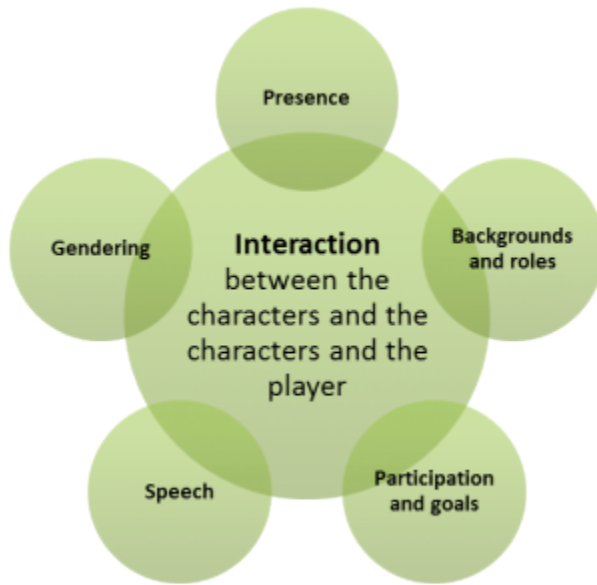 Presence
Gendering
Interaction
between the
characters and the
characters and the
player
Backgrounds
and roles
Speech
Participation
and goals